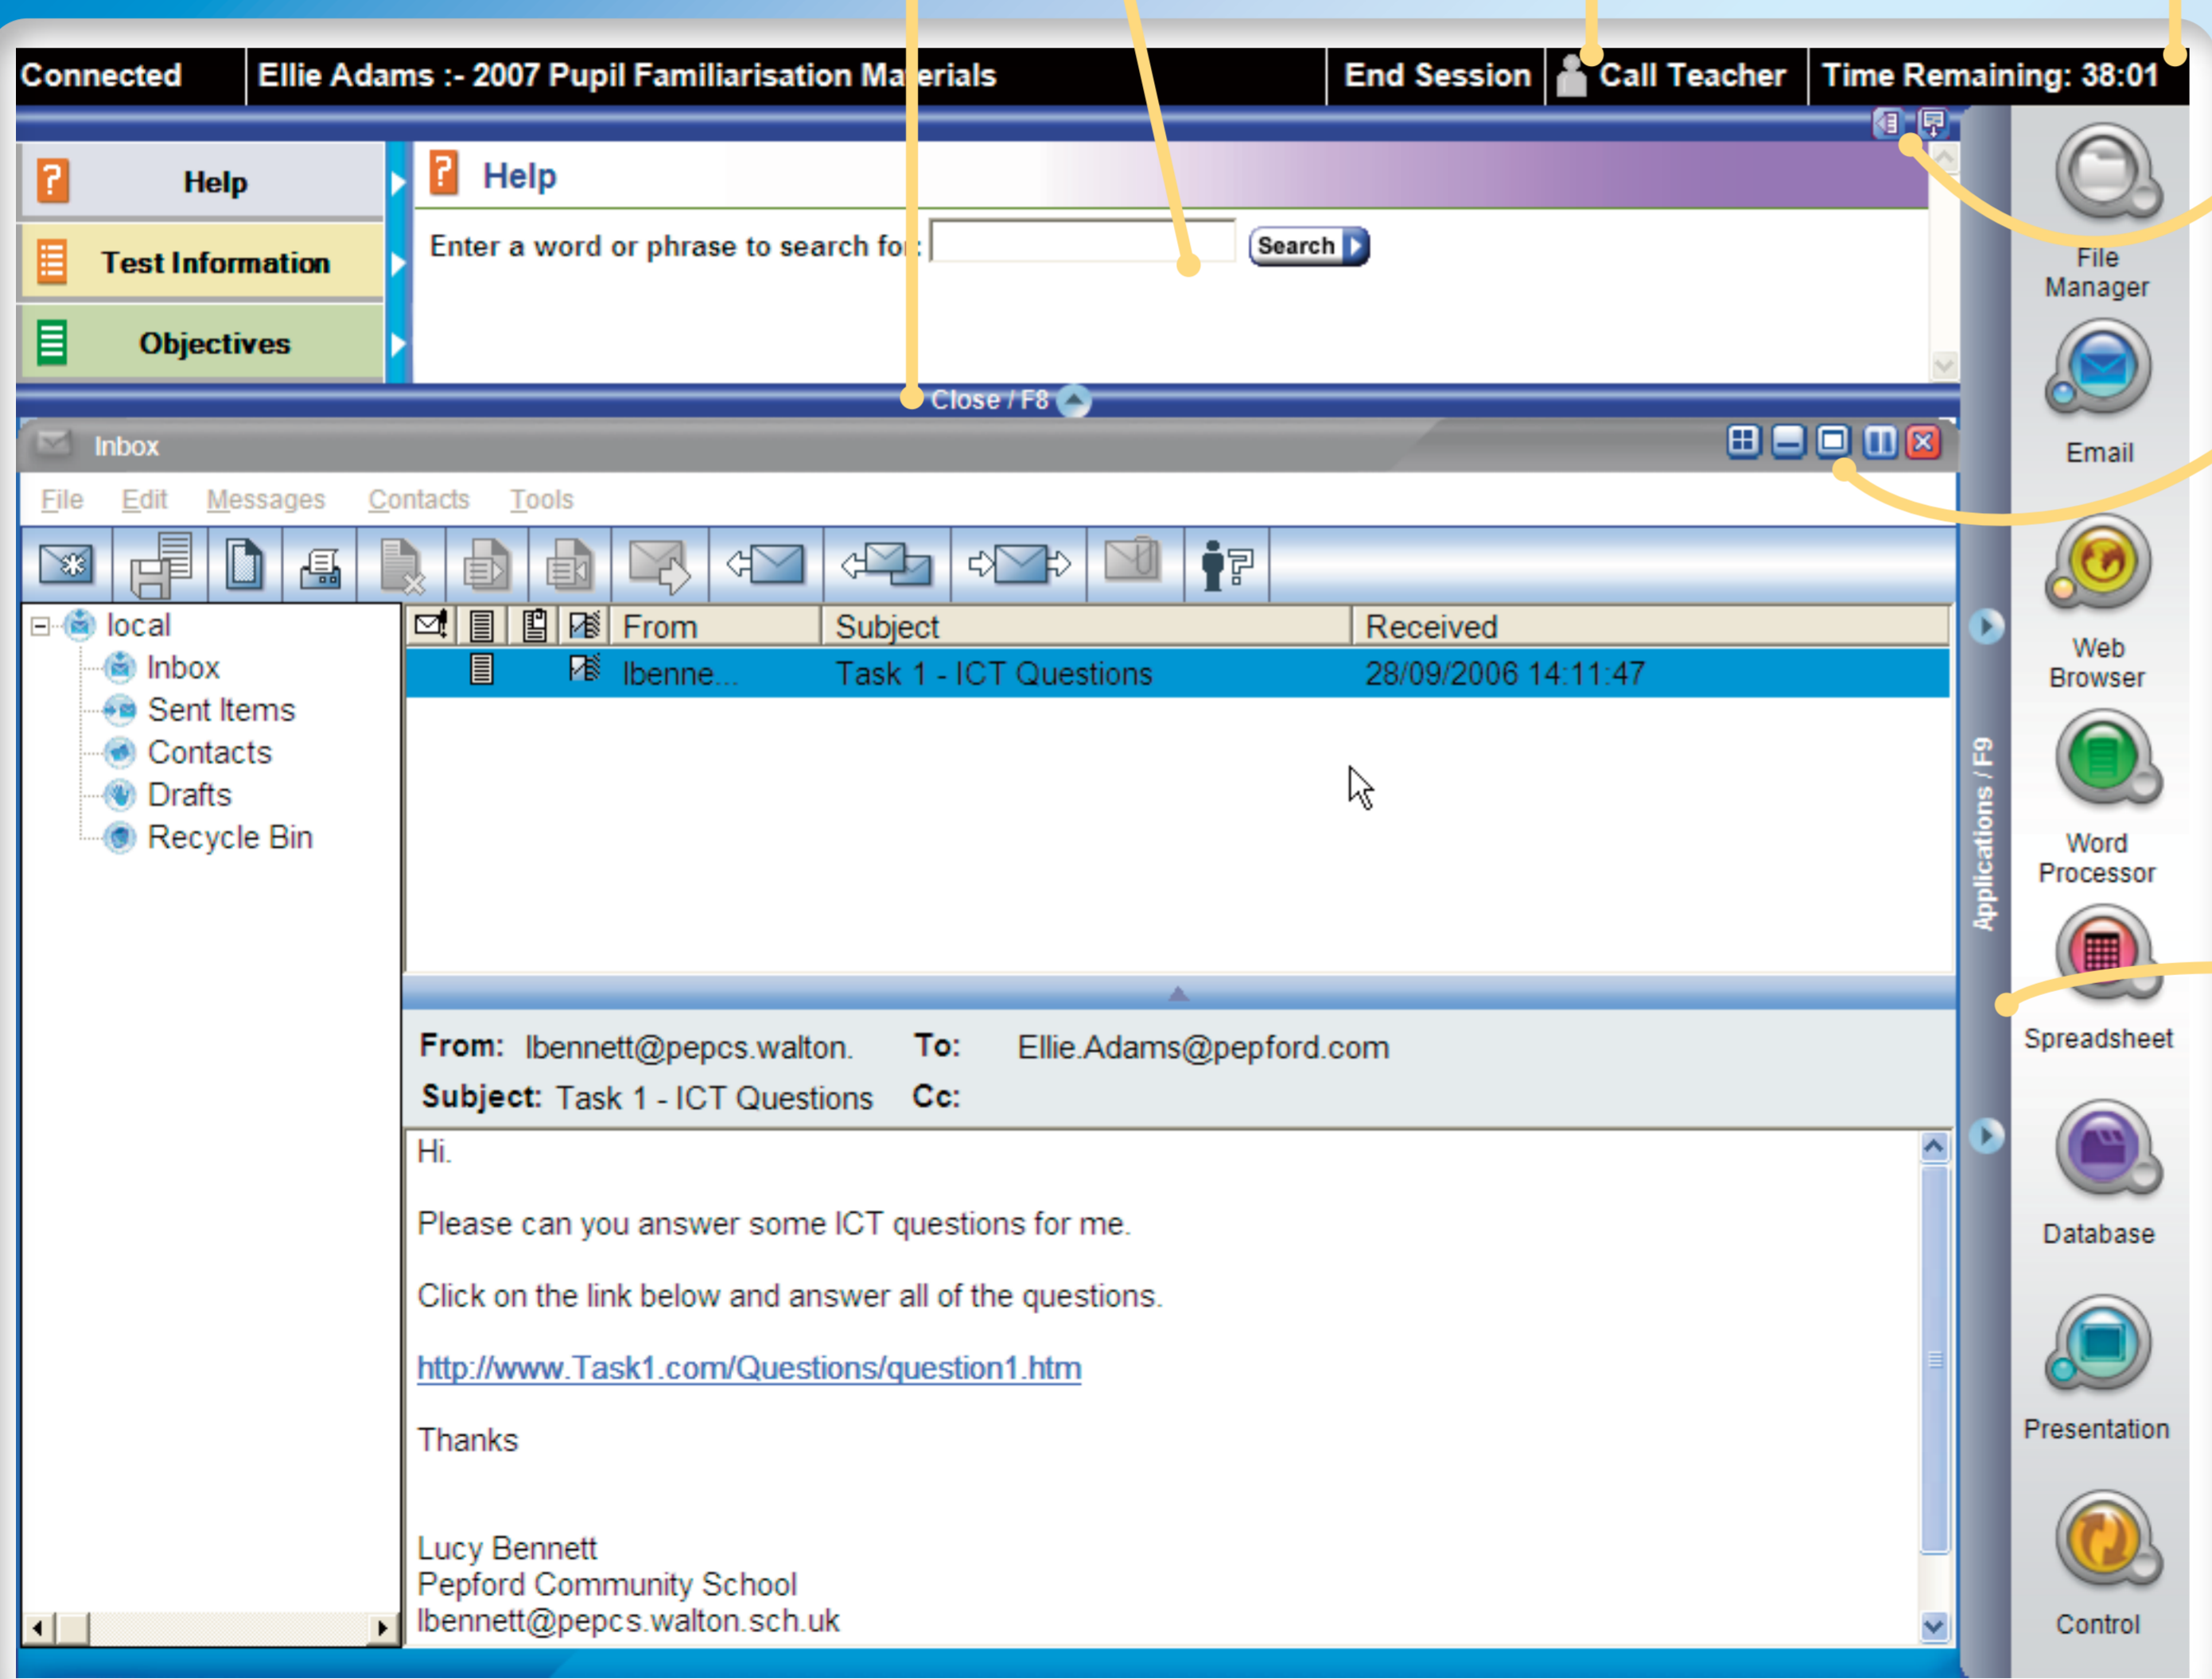 Connected Ellie Adams :- 2007 Pupil Familiarisation Materials End Session Call Teacher Time Remaining: 38:01
Help
Test Information
Objectives
Help
Enter a word or phrase to search for: Search
Close / F8
Inbox
File Edit Messages Contacts Tools
local
Inbox
Sent Items
Contacts
Drafts
Recycle Bin
From Subject Received
lbenne... Task 1 - ICT Questions 28/09/2006 14:11:47
From: lbennett@pepcs.walton. To: Ellie.Adams@pepford.com
Subject: Task 1 - ICT Questions Cc:
Hi.
Please can you answer some ICT questions for me.
Click on the link below and answer all of the questions.
http://www.Task1.com/Questions/question1.htm
Thanks
Lucy Bennett
Pepford Community School
lbennett@pepcs.walton.sch.uk
Applications / F9
File
Manager
Email
Web
Browser
Word
Processor
Spreadsheet
Database
Presentation
Control